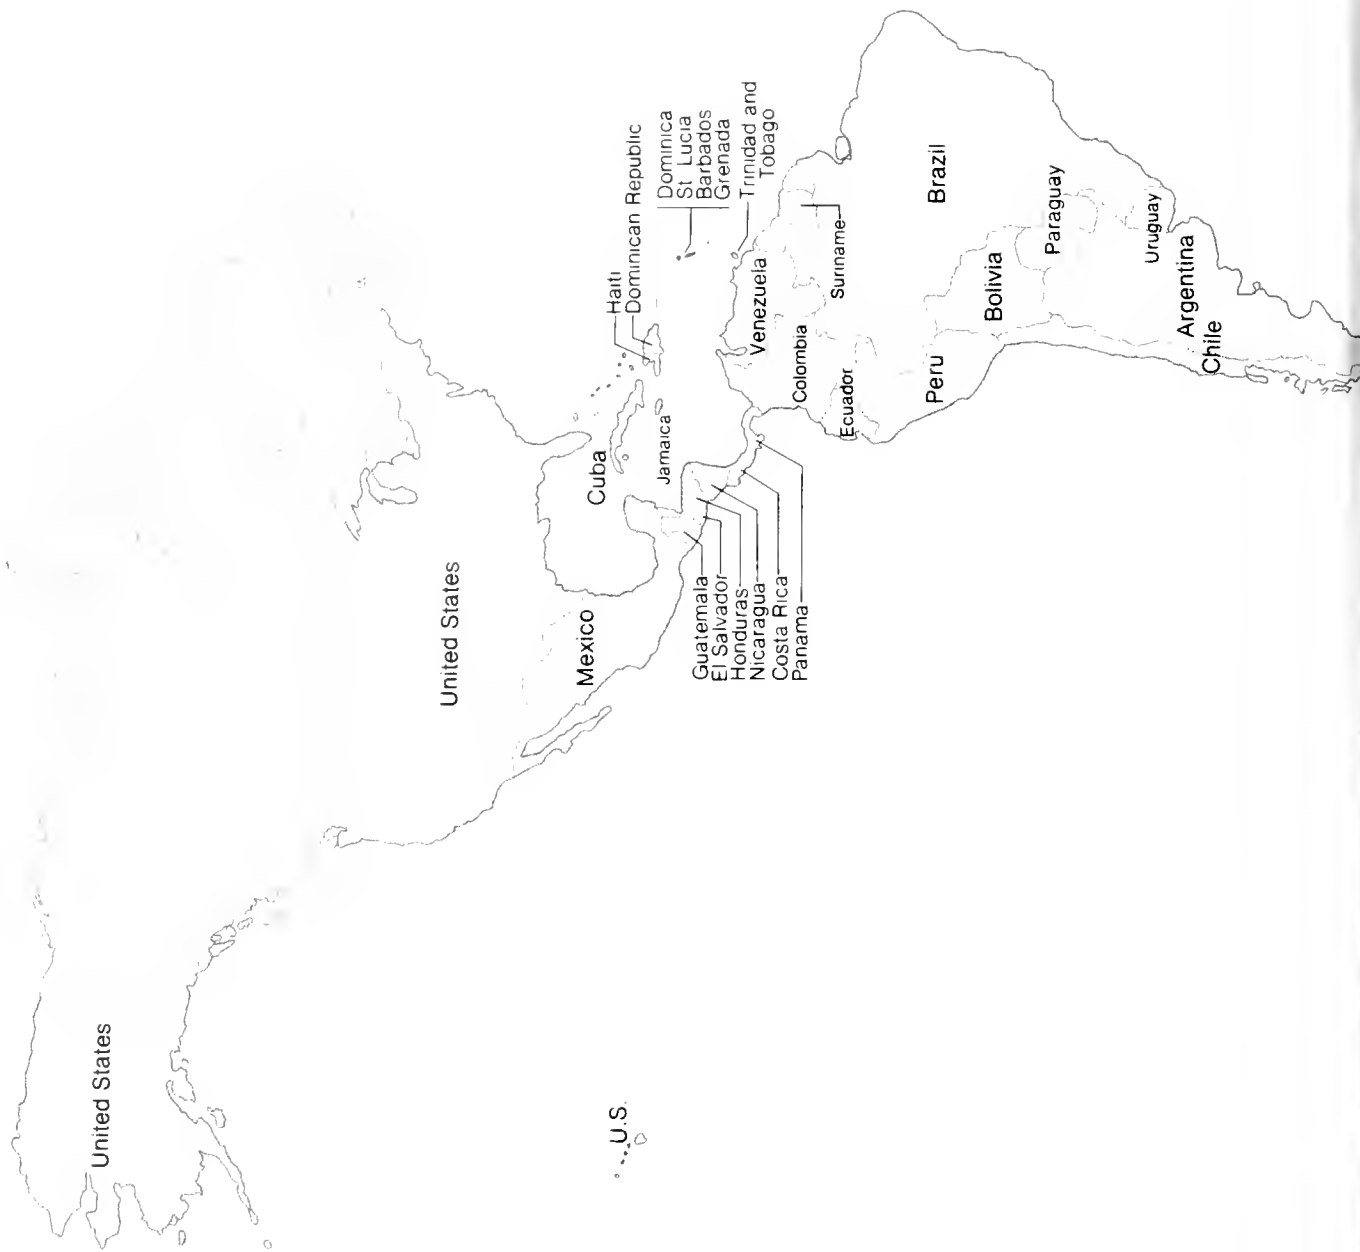 United States
United States
U.S.
Mexico
Cuba
Jamaica
Haiti
Dominican Republic
Dominica
St Lucia
Barbados
Grenada
Trinidad and
Tobago
Guatemala
El Salvador
Honduras
Nicaragua
Costa Rica
Panama
Venezuela
Colombia
Suriname
Ecuador
Peru
Brazil
Bolivia
Paraguay
Uruguay
Argentina
Chile